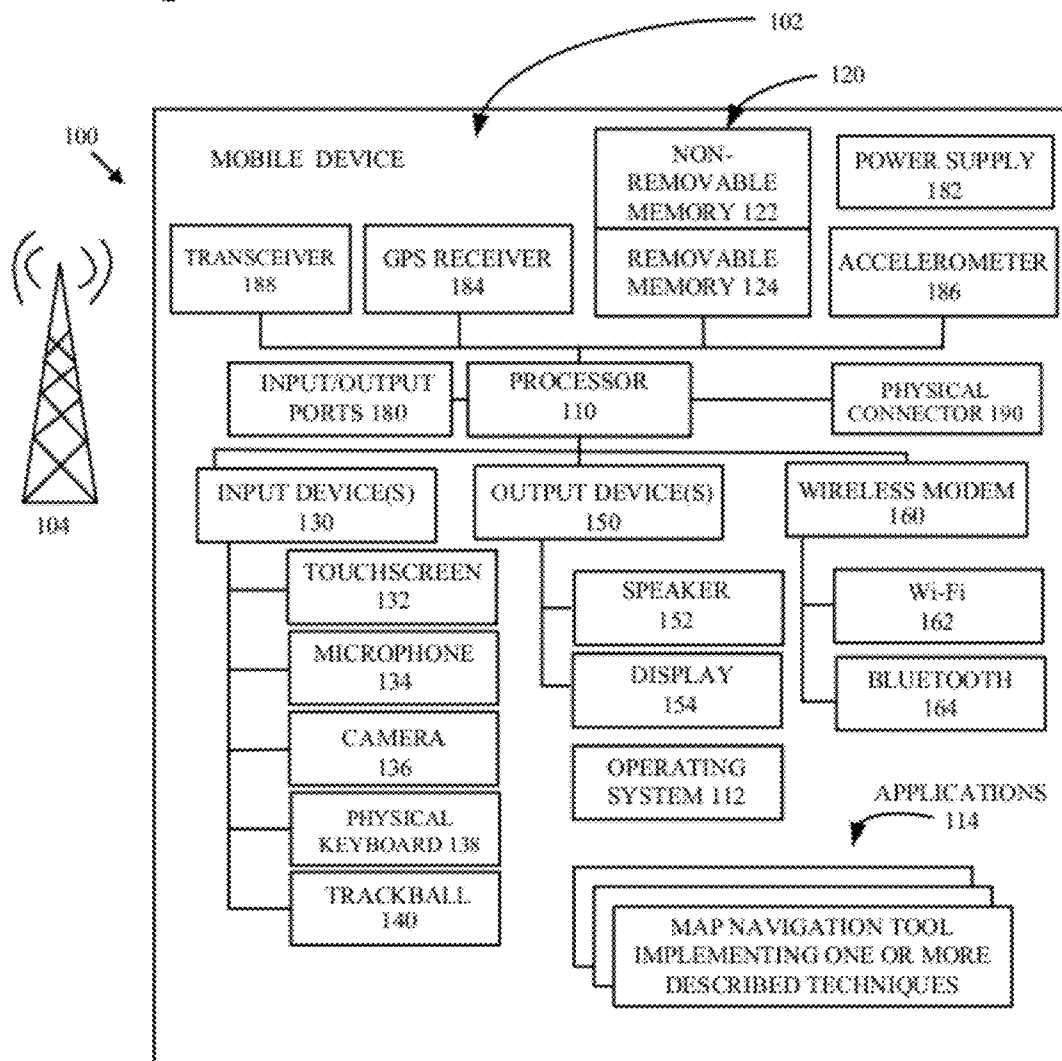 102
120
100
MOBILE DEVICE
NON-
REMOVABLE
MEMORY 122
POWER SUPPLY
182
TRANSCEIVER
188
GPS RECEIVER
184
REMOVABLE
MEMORY 124
ACCELEROMETER
186
INPUT/OUTPUT
PORTS 180
PROCESSOR
110
PHYSICAL
CONNECTOR 190
104
INPUT DEVICE(S)
130
OUTPUT DEVICE(S)
150
WIRELESS MODEM
160
TOUCHSCREEN
132
SPEAKER
152
Wi-Fi
162
MICROPHONE
134
DISPLAY
154
BLUETOOTH
164
CAMERA
136
OPERATING
SYSTEM 112
APPLICATIONS
114
PHYSICAL
KEYBOARD 138
TRACKBALL
140
MAP NAVIGATION TOOL
IMPLEMENTING ONE OR MORE
DESCRIBED TECHNIQUES